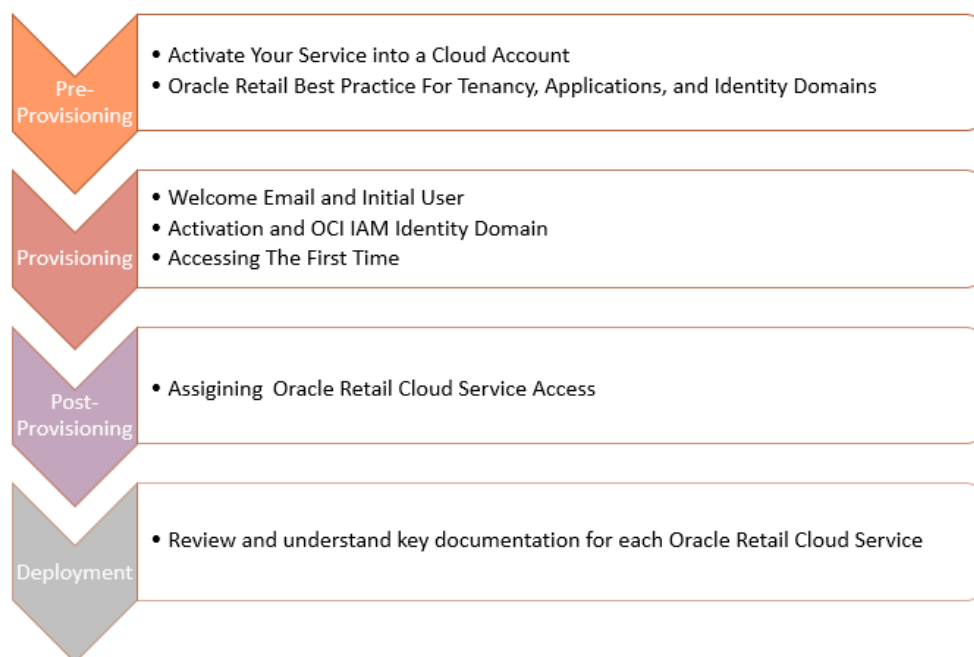 Pre-
Provisioning
• Activate Your Service into a Cloud Account
• Oracle Retail Best Practice For Tenancy, Applications, and Identity Domains
Provisioning
• Welcome Email and Initial User
• Activation and OCI IAM Identity Domain
• Accessing The First Time
Post-
Provisioning
• Assigining  Oracle Retail Cloud Service Access
Deployment
• Review and understand key documentation for each Oracle Retail Cloud Service